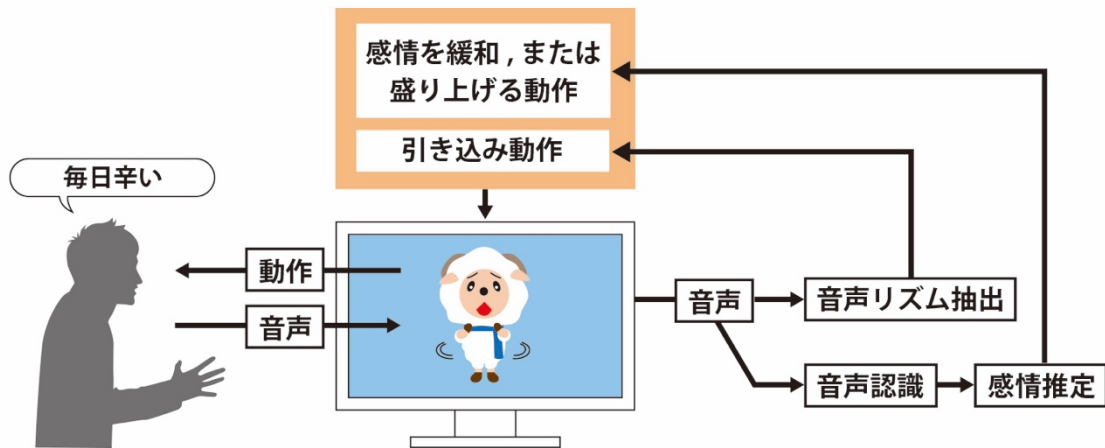 感情を緩和，または
盛り上げる動作
引き込み動作
毎日辛い
動作
音声
音声
音声リズム抽出
音声認識
感情推定